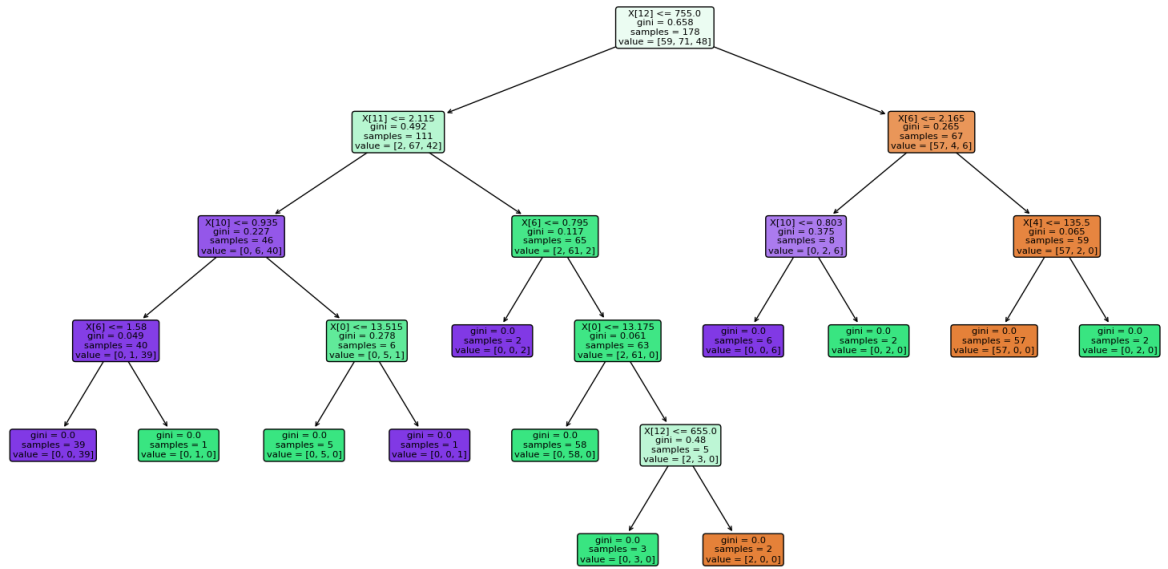 X[12] <= 755.0
gini = 0.658
samples = 178
value = [59, 71, 48]
X[11] <= 2.115
gini = 0.492
samples = 111
value = [2, 67, 42]
X[6] <= 2.165
gini = 0.265
samples = 67
value = [57, 4, 6]
X[10] <= 0.935
gini = 0.227
samples = 46
value = [0, 6, 40]
X[6] <= 0.795
gini = 0.117
samples = 65
value = [2, 61, 2]
X[10] <= 0.803
gini = 0.375
samples = 8
value = [0, 2, 6]
X[4] <= 135.5
gini = 0.065
samples = 59
value = [57, 2, 0]
X[6] <= 1.58
gini = 0.049
samples = 40
value = [0, 1, 39]
X[0] <= 13.515
gini = 0.278
samples = 6
value = [0, 5, 1]
gini = 0.0
samples = 2
value = [0, 0, 2]
X[0] <= 13.175
gini = 0.061
samples = 63
value = [2, 61, 0]
gini = 0.0
samples = 6
value = [0, 0, 6]
gini = 0.0
samples = 2
value = [0, 2, 0]
gini = 0.0
samples = 57
value = [57, 0, 0]
gini = 0.0
samples = 2
value = [0, 2, 0]
gini = 0.0
samples = 39
value = [0, 0, 39]
gini = 0.0
samples = 1
value = [0, 1, 0]
gini = 0.0
samples = 5
value = [0, 5, 0]
gini = 0.0
samples = 1
value = [0, 0, 1]
gini = 0.0
samples = 58
value = [0, 58, 0]
X[12] <= 655.0
gini = 0.48
samples = 5
value = [2, 3, 0]
gini = 0.0
samples = 3
value = [0, 3, 0]
gini = 0.0
samples = 2
value = [2, 0, 0]